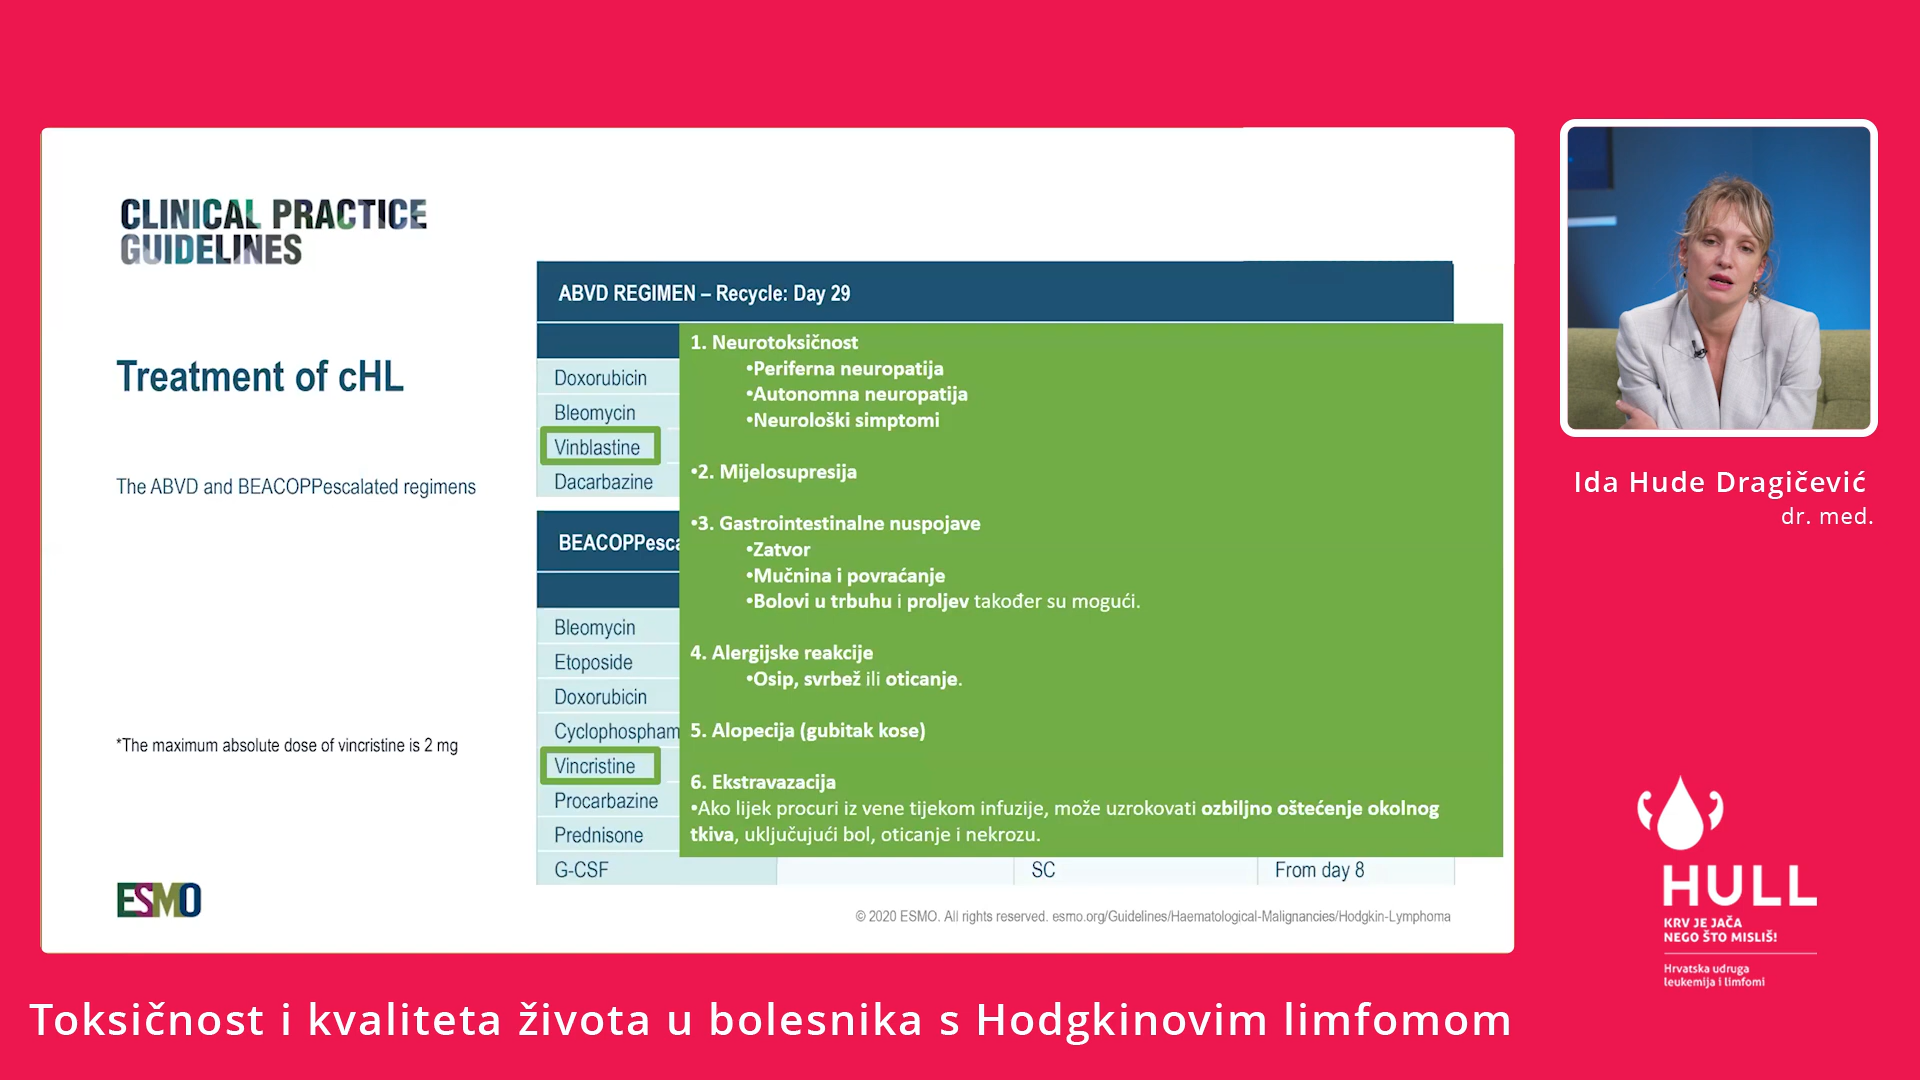 CLINICAL PRACTICE
GUIDELINES
Treatment of cHL
The ABVD and BEACOPPescalated regimens
*The maximum absolute dose of vincristine is 2 mg
ESMO
ABVD REGIMEN – Recycle: Day 29
Doxorubicin
Bleomycin
Vinblastine
Dacarbazine
BEACOPPesca
Bleomycin
Etoposide
Doxorubicin
Cyclophospham
Vincristine
Procarbazine
Prednisone
G-CSF SC From day 8
1. Neurotoksičnost
•Periferna neuropatija
•Autonomna neuropatija
•Neurološki simptomi
•2. Mijelosupresija
•3. Gastrointestinalne nuspojave
•Zatvor
•Mučnina i povraćanje
•Bolovi u trbuhu i proljev također su mogući.
4. Alergijske reakcije
•Osip, svrbež ili oticanje.
5. Alopecija (gubitak kose)
6. Ekstravazacija
•Ako lijek procuri iz vene tijekom infuzije, može uzrokovati ozbiljno oštećenje okolnog
tkiva, uključujući bol, oticanje i nekrozu.
© 2020 ESMO. All rights reserved. esmo.org/Guidelines/Haematological-Malignancies/Hodgkin-Lymphoma
Ida Hude Dragičević
dr. med.
HULL
KRV JE JAČA
NEGO ŠTO MISLIŠ!
Hrvatska udruga
leukemija i limfomi
Toksičnost i kvaliteta života u bolesnika s Hodgkinovim limfomom